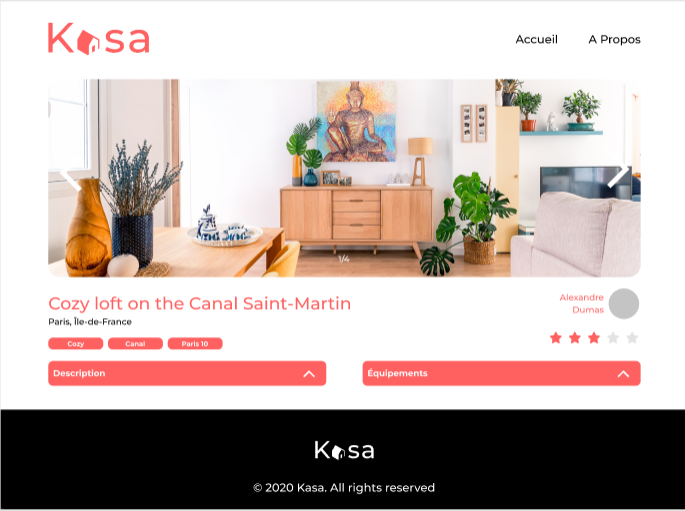 Kasa
Accueil
A Propos
1/4
Cozy loft on the Canal Saint-Martin
Paris, Île-de-France
Cozy
Canal
Paris 10
Alexandre
Dumas
Description
Équipements
Kasa
© 2020 Kasa. All rights reserved